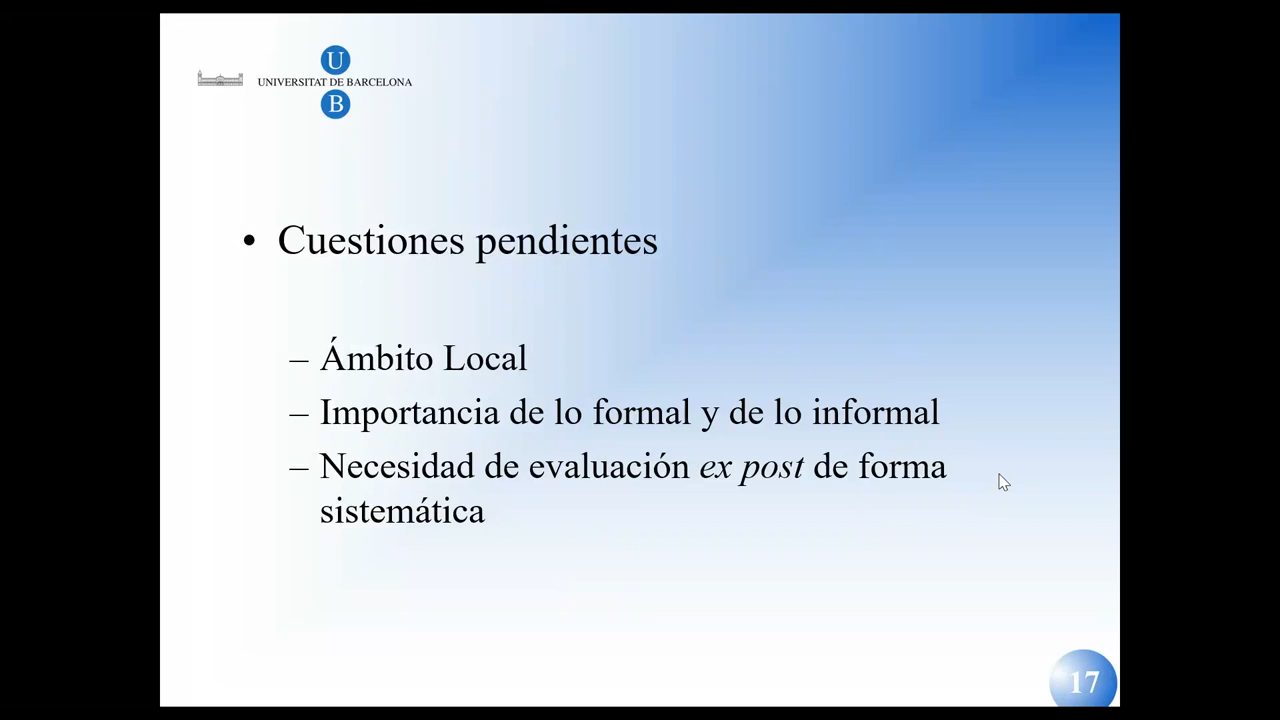 U
UNIVERSITAT DE BARCELONA
B
• Cuestiones pendientes
– Ámbito Local
– Importancia de lo formal y de lo informal
– Necesidad de evaluación ex post de forma
sistemática
17